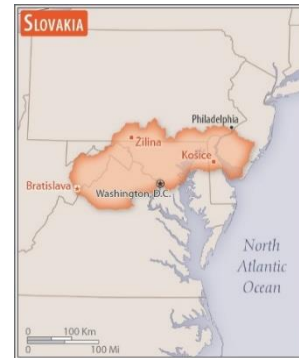 SLOVAKIA
Philadelphia
Žilina
Košice
Bratislava
Washington, D.C.
North
Atlantic
Ocean
0 100 Km
0 100 Mi